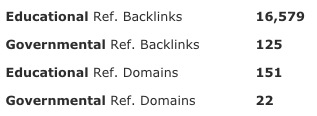 Educational Ref. Backlinks 16,579
Governmental Ref. Backlinks 125
Educational Ref. Domains 151
Governmental Ref. Domains 22